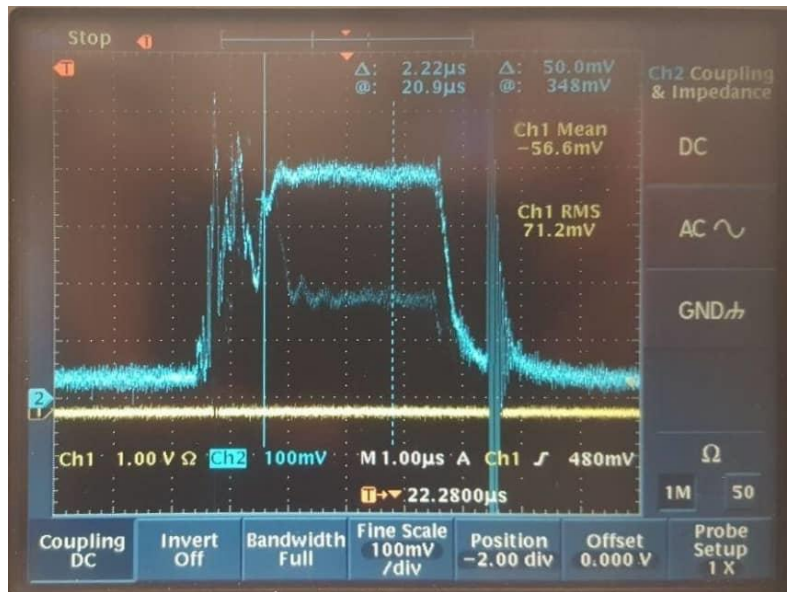 Stop
Δ: 2.22µs Δ: 50.0mV
@: 20.9µs @: 348mV
Ch2 Coupling
& Impedance
Ch1 Mean
−56.6mV
DC
Ch1 RMS
71.2mV
AC
GND
2
Ch1 1.00 V Ω Ch2 100mV M 1.00µs A Ch1 480mV
T 22.2800µs
Ω
1M 50
Coupling
DC
Invert
Off
Bandwidth
Full
Fine Scale
100mV
/div
Position
−2.00 div
Offset
0.000 V
Probe
Setup
1 X